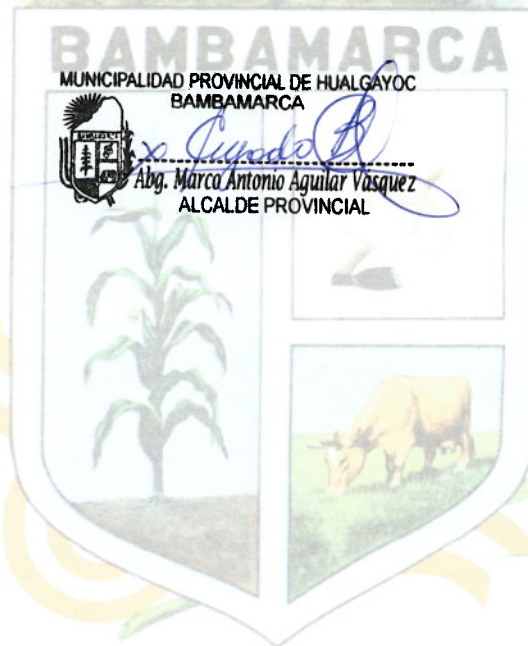 BAMBAMARCA
MUNICIPALIDAD PROVINCIAL DE HUALGAYOC
BAMBAMARCA
Abg. Marco Antonio Aguilar Vásquez
ALCALDE PROVINCIAL